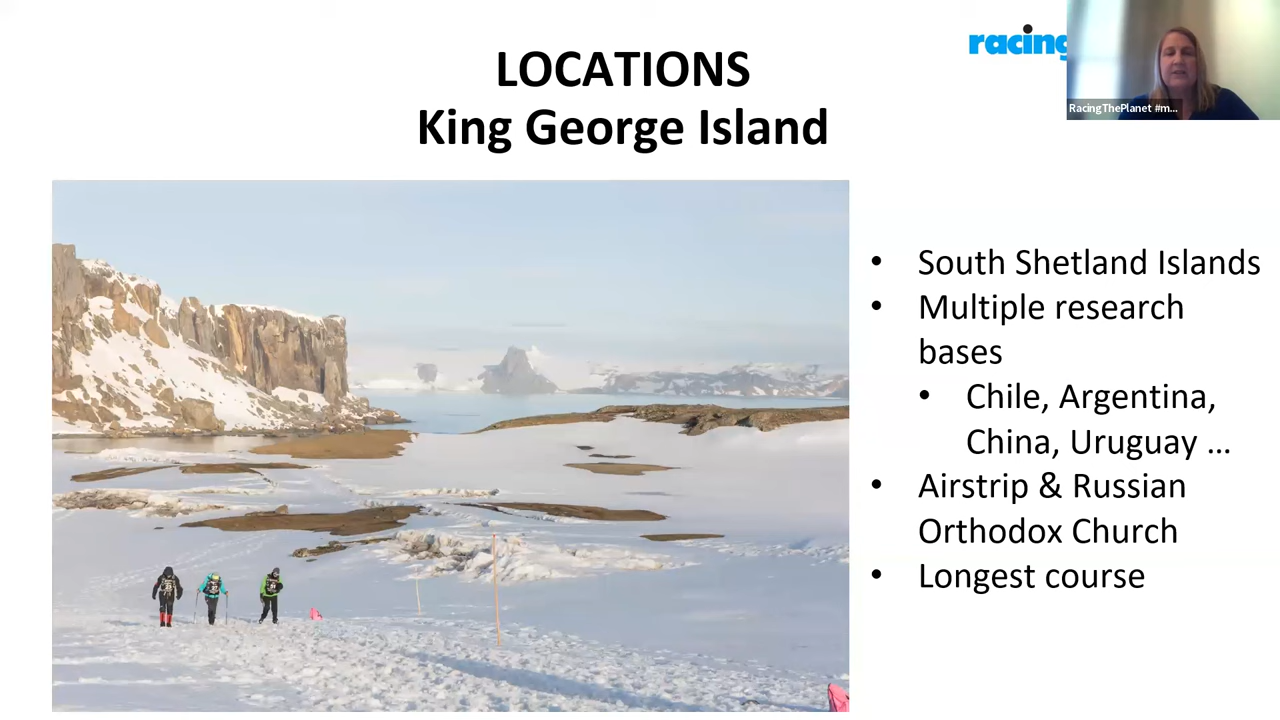 LOCATIONS
King George Island
racing
RacingThePlanet #m...
• South Shetland Islands
• Multiple research
bases
• Chile, Argentina,
China, Uruguay …
• Airstrip & Russian
Orthodox Church
• Longest course